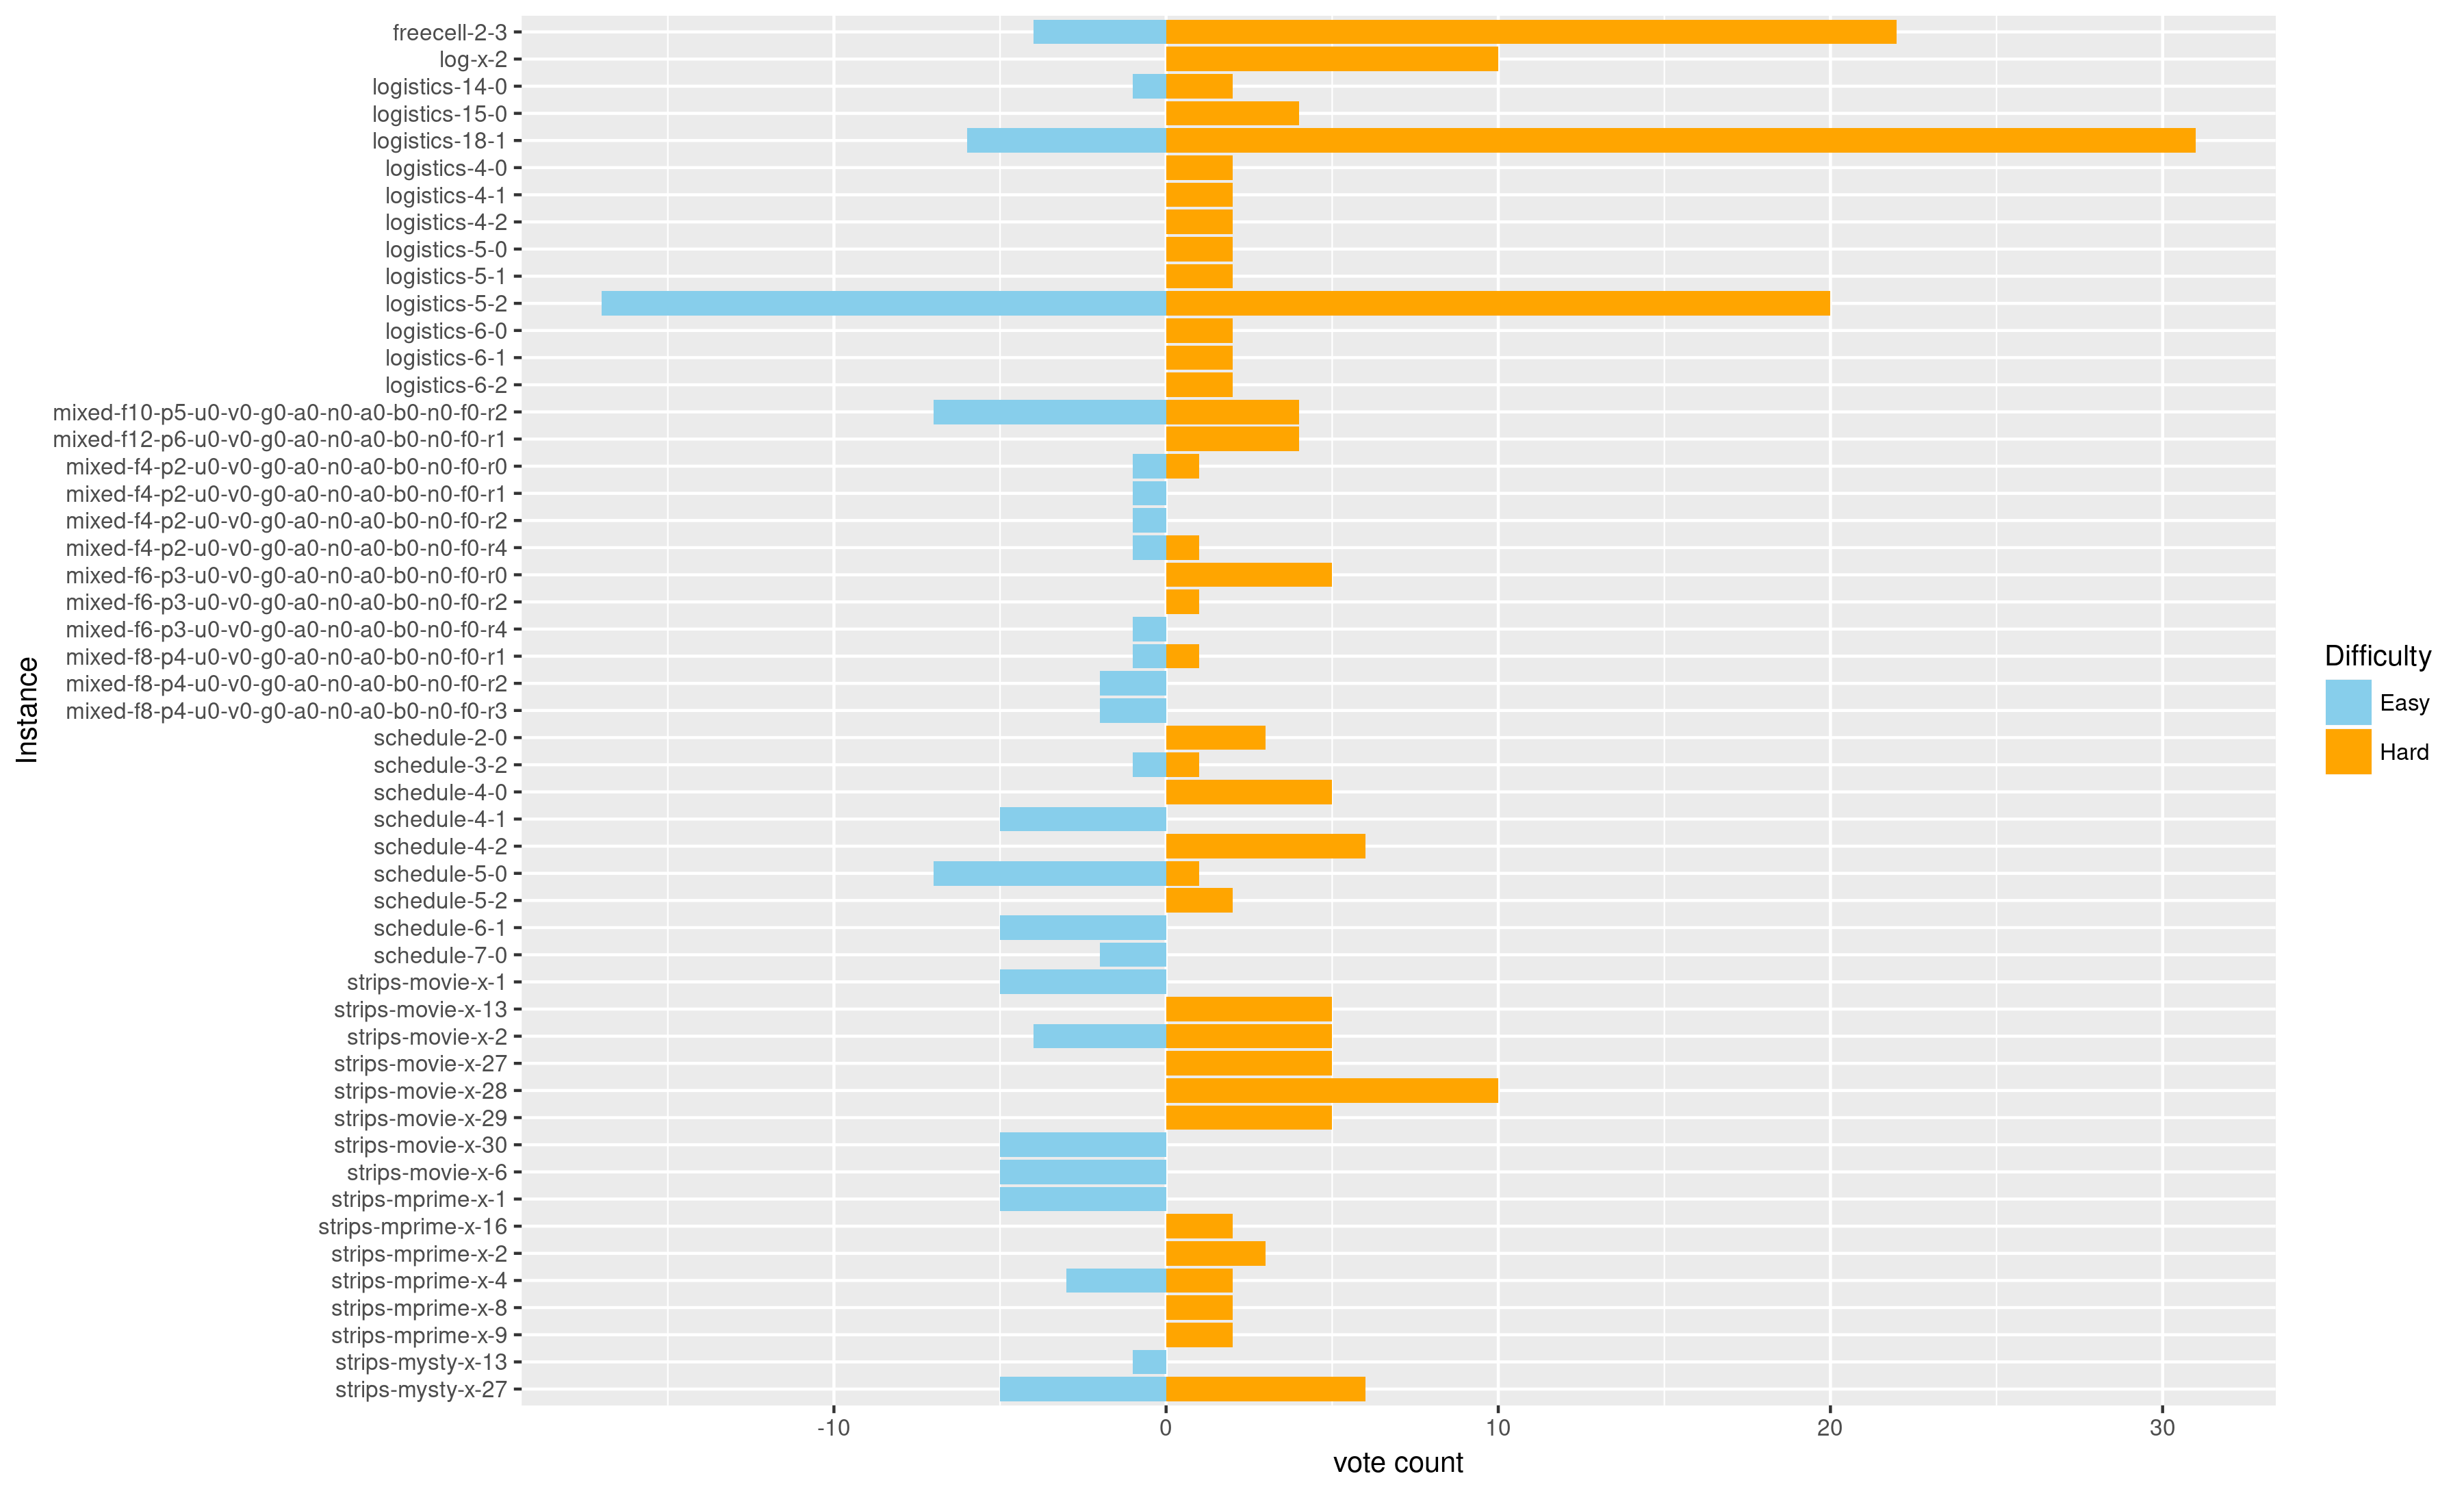 freecell-2-3
log-x-2
logistics-14-0
logistics-15-0
logistics-18-1
logistics-4-0
logistics-4-1
logistics-4-2
logistics-5-0
logistics-5-1
logistics-5-2
logistics-6-0
logistics-6-1
logistics-6-2
mixed-f10-p5-u0-v0-g0-a0-n0-a0-b0-n0-f0-r2
mixed-f12-p6-u0-v0-g0-a0-n0-a0-b0-n0-f0-r1
mixed-f4-p2-u0-v0-g0-a0-n0-a0-b0-n0-f0-r0
mixed-f4-p2-u0-v0-g0-a0-n0-a0-b0-n0-f0-r1
mixed-f4-p2-u0-v0-g0-a0-n0-a0-b0-n0-f0-r2
mixed-f4-p2-u0-v0-g0-a0-n0-a0-b0-n0-f0-r4
mixed-f6-p3-u0-v0-g0-a0-n0-a0-b0-n0-f0-r0
mixed-f6-p3-u0-v0-g0-a0-n0-a0-b0-n0-f0-r2
mixed-f6-p3-u0-v0-g0-a0-n0-a0-b0-n0-f0-r4
mixed-f8-p4-u0-v0-g0-a0-n0-a0-b0-n0-f0-r1
mixed-f8-p4-u0-v0-g0-a0-n0-a0-b0-n0-f0-r2
mixed-f8-p4-u0-v0-g0-a0-n0-a0-b0-n0-f0-r3
schedule-2-0
schedule-3-2
schedule-4-0
schedule-4-1
schedule-4-2
schedule-5-0
schedule-5-2
schedule-6-1
schedule-7-0
strips-movie-x-1
strips-movie-x-13
strips-movie-x-2
strips-movie-x-27
strips-movie-x-28
strips-movie-x-29
strips-movie-x-30
strips-movie-x-6
strips-mprime-x-1
strips-mprime-x-16
strips-mprime-x-2
strips-mprime-x-4
strips-mprime-x-8
strips-mprime-x-9
strips-mysty-x-13
strips-mysty-x-27
Instance
-10 0 10 20 30
vote count
Difficulty
Easy
Hard